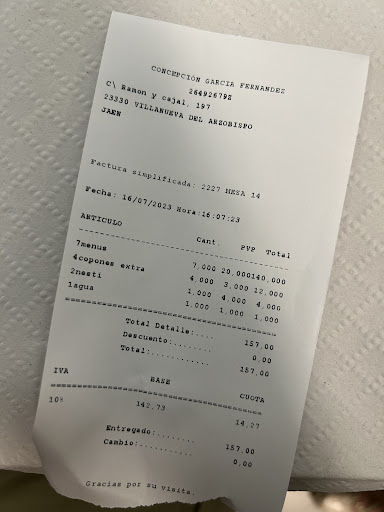 CONCEPCIÓN GARCIA FERNANDEZ
26492679Z
C\ Ramon y cajal, 197
23330 VILLANUEVA DEL ARZOBISPO
JAEN
Factura simplificada: 2227 MESA 14
Fecha: 16/07/2023 Hora:16:07:23
ARTICULO Cant. PVP Total
7menus 7,000 20,000140,000
4copones extra 4,000 3,000 12,000
2nesti 1,000 4,000 4,000
1agua 1,000 1,000 1,000
Total Detalle:.... 157,00
Descuento:........ 0,00
Total:............ 157,00
IVA BASE CUOTA
10% 142,73 14,27
Entregado:........ 157,00
Cambio:........... 0,00
Gracias por su visita.